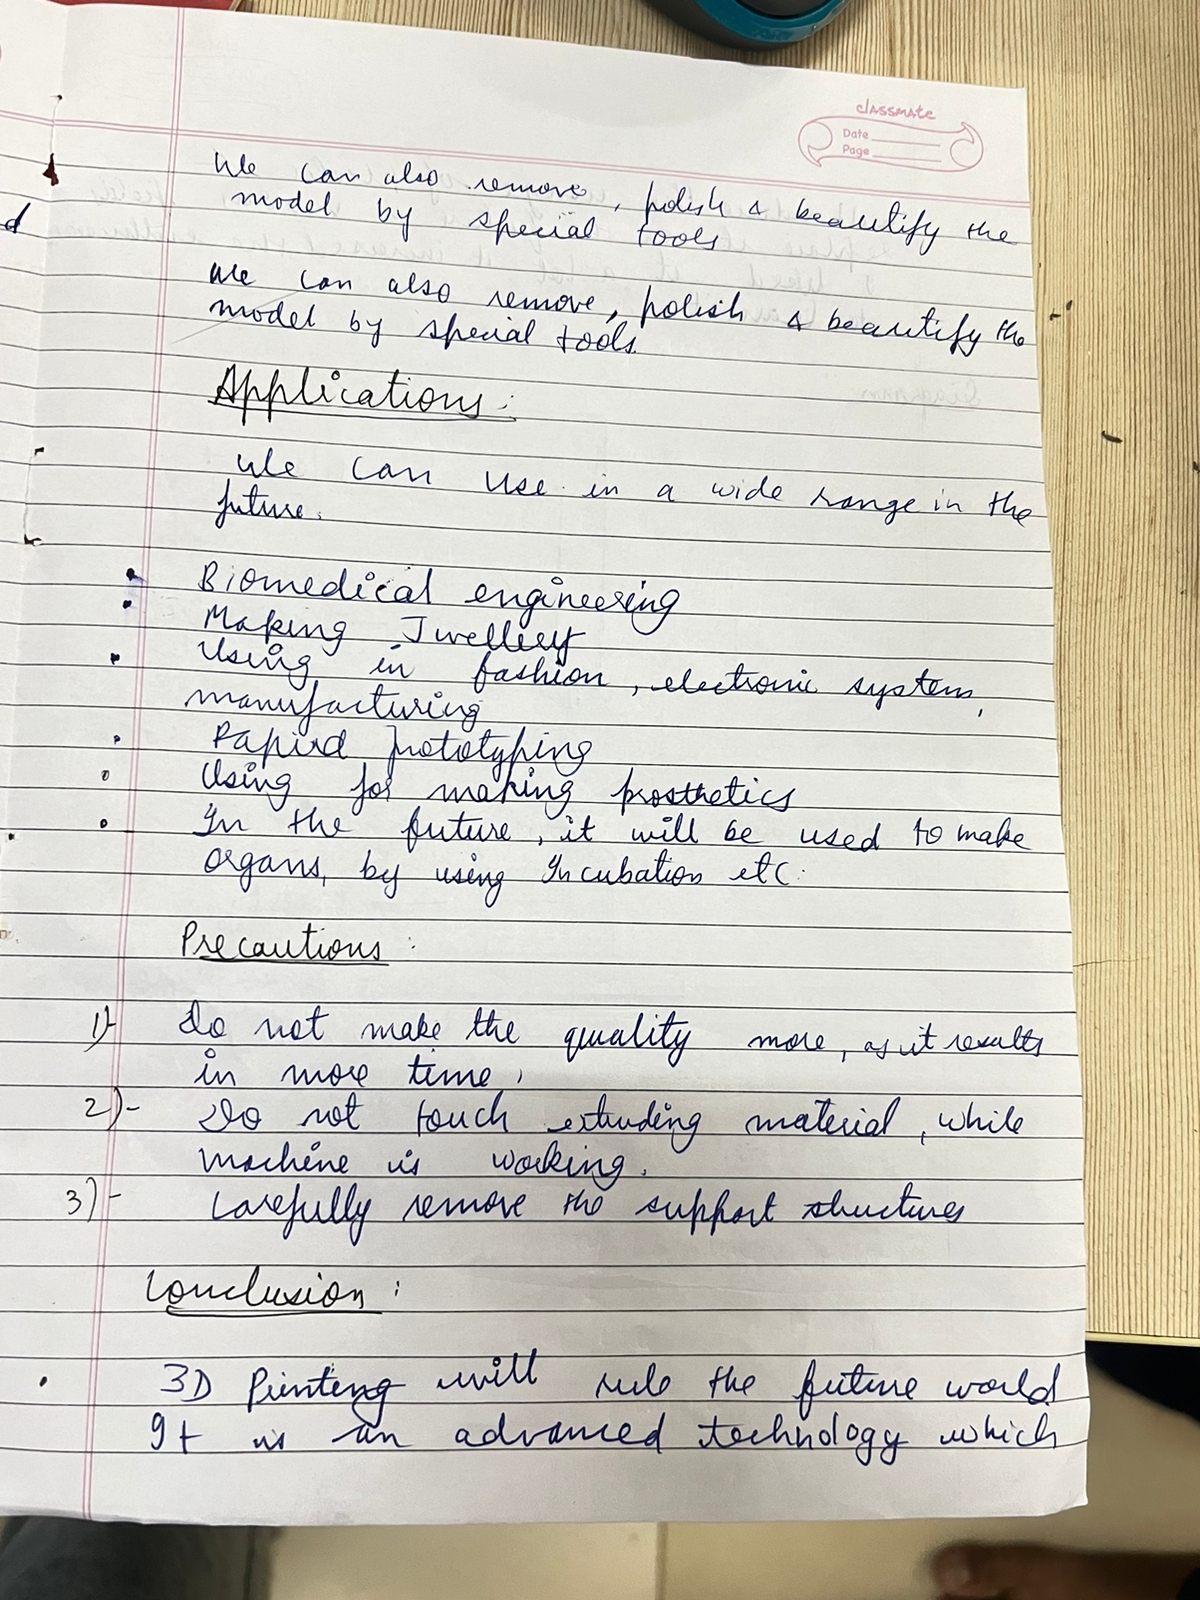 classmate
Date
Page
We can also remove, polish & beautify the
model by special tools
We can also remove, polish & beautify the
model by special tools.
Applications:
We can use in a wide range in the
future.
• Biomedical engineering
• Making Jwellery
• Using in fashion, electronic system,
manufacturing
• Rapird prototyping
• Using for making prosthetics
• In the future, it will be used to make
organs, by using Incubation etc.
Precautions:
1)- Do not make the quality more, as it results
in more time.
2)- Do not touch extruding material, while
machine is working.
3)- Carefully remove the support structures
Conclusion:
• 3D Printing will rule the future world
It is an advanced technology which